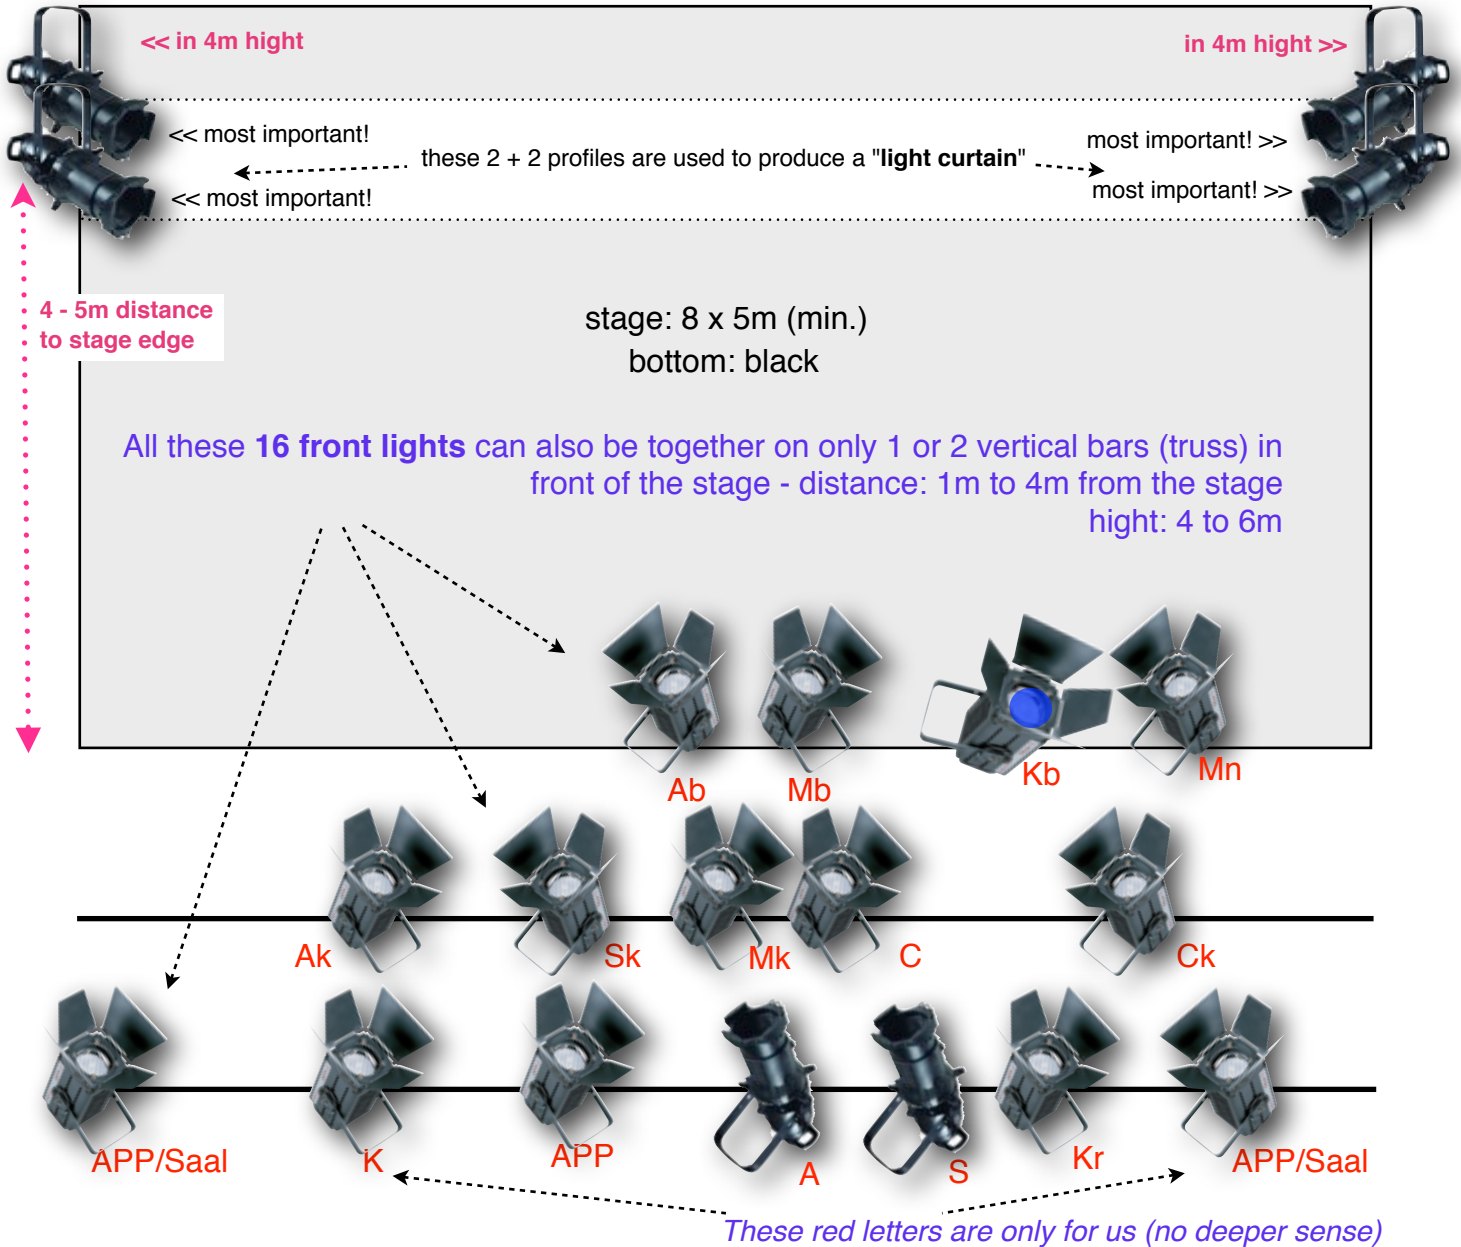 << in 4m hight
in 4m hight >>
<< most important!
most important! >>
these 2 + 2 profiles are used to produce a "light curtain"
<< most important!
most important! >>
4 - 5m distance
to stage edge
stage: 8 x 5m (min.)
bottom: black
All these 16 front lights can also be together on only 1 or 2 vertical bars (truss) in
front of the stage - distance: 1m to 4m from the stage
hight: 4 to 6m
Ab
Mb
Kb
Mn
Ak
Sk
Mk
C
Ck
APP/Saal
K
APP
A
S
Kr
APP/Saal
These red letters are only for us (no deeper sense)